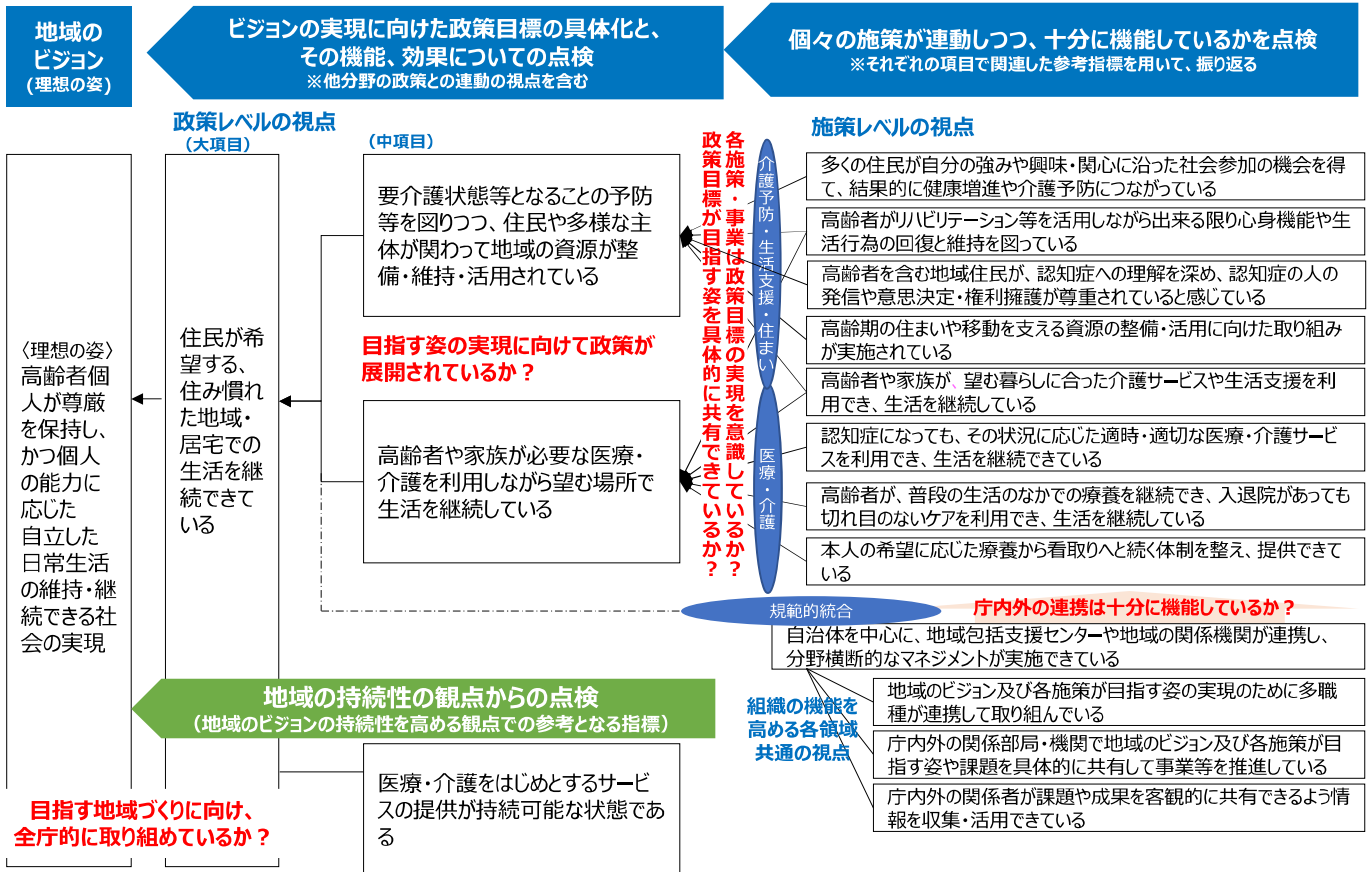 地域の
ビジョン
(理想の姿)
ビジョンの実現に向けた政策目標の具体化と、
その機能、効果についての点検
※他分野の政策との連動の視点を含む
個々の施策が連動しつつ、十分に機能しているかを点検
※それぞれの項目で関連した参考指標を用いて、振り返る
政策レベルの視点
(大項目)
(中項目)
施策レベルの視点
〈理想の姿〉
高齢者個
人が尊厳
を保持し、
かつ個人
の能力に
応じた
自立した
日常生活
の維持・継
続できる社
会の実現
住民が希
望する、
住み慣れ
た地域・
居宅での
生活を継
続できて
いる
要介護状態等となることの予防
等を図りつつ、住民や多様な主
体が関わって地域の資源が整
備・維持・活用されている
目指す姿の実現に向けて政策が
展開されているか？
高齢者や家族が必要な医療・
介護を利用しながら望む場所で
生活を継続している
各施策・事業は政策目標の実現を意識しているか？
政策目標が目指す姿を具体的に共有できているか？
介護予防・生活支援・住まい
医療・介護
多くの住民が自分の強みや興味・関心に沿った社会参加の機会を得
て、結果的に健康増進や介護予防につながっている
高齢者がリハビリテーション等を活用しながら出来る限り心身機能や生
活行為の回復と維持を図っている
高齢者を含む地域住民が、認知症への理解を深め、認知症の人の
発信や意思決定・権利擁護が尊重されていると感じている
高齢期の住まいや移動を支える資源の整備・活用に向けた取り組み
が実施されている
高齢者や家族が、望む暮らしに合った介護サービスや生活支援を利
用でき、生活を継続している
認知症になっても、その状況に応じた適時・適切な医療・介護サービ
スを利用でき、生活を継続できている
高齢者が、普段の生活のなかでの療養を継続でき、入退院があっても
切れ目のないケアを利用でき、生活を継続している
本人の希望に応じた療養から看取りへと続く体制を整え、提供できて
いる
規範的統合
庁内外の連携は十分に機能しているか？
自治体を中心に、地域包括支援センターや地域の関係機関が連携し、
分野横断的なマネジメントが実施できている
組織の機能を
高める各領域
共通の視点
地域のビジョン及び各施策が目指す姿の実現のために多職
種が連携して取り組んでいる
庁内外の関係部局・機関で地域のビジョン及び各施策が目
指す姿や課題を具体的に共有して事業等を推進している
庁内外の関係者が課題や成果を客観的に共有できるよう情
報を収集・活用できている
地域の持続性の観点からの点検
(地域のビジョンの持続性を高める観点での参考となる指標)
医療・介護をはじめとするサービ
スの提供が持続可能な状態であ
る
目指す地域づくりに向け、
全庁的に取り組めているか？